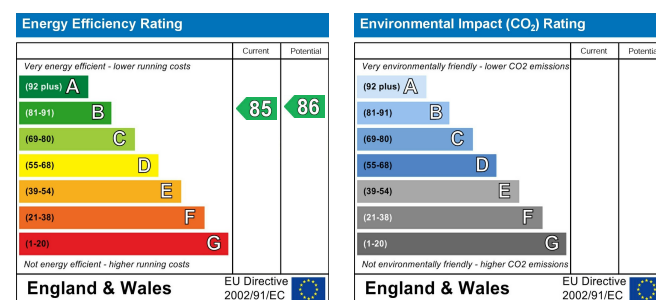 Energy Efficiency Rating
Current Potential
Very energy efficient - lower running costs
(92 plus) A
(81-91) B
85 86
(69-80) C
(55-68) D
(39-54) E
(21-38) F
(1-20) G
Not energy efficient - higher running costs
England & Wales
EU Directive
2002/91/EC
Environmental Impact (CO₂) Rating
Current Potentia
Very environmentally friendly - lower CO2 emissions
(92 plus) A
(81-91) B
(69-80) C
(55-68) D
(39-54) E
(21-38) F
(1-20) G
Not environmentally friendly - higher CO2 emissions
England & Wales
EU Directive
2002/91/EC